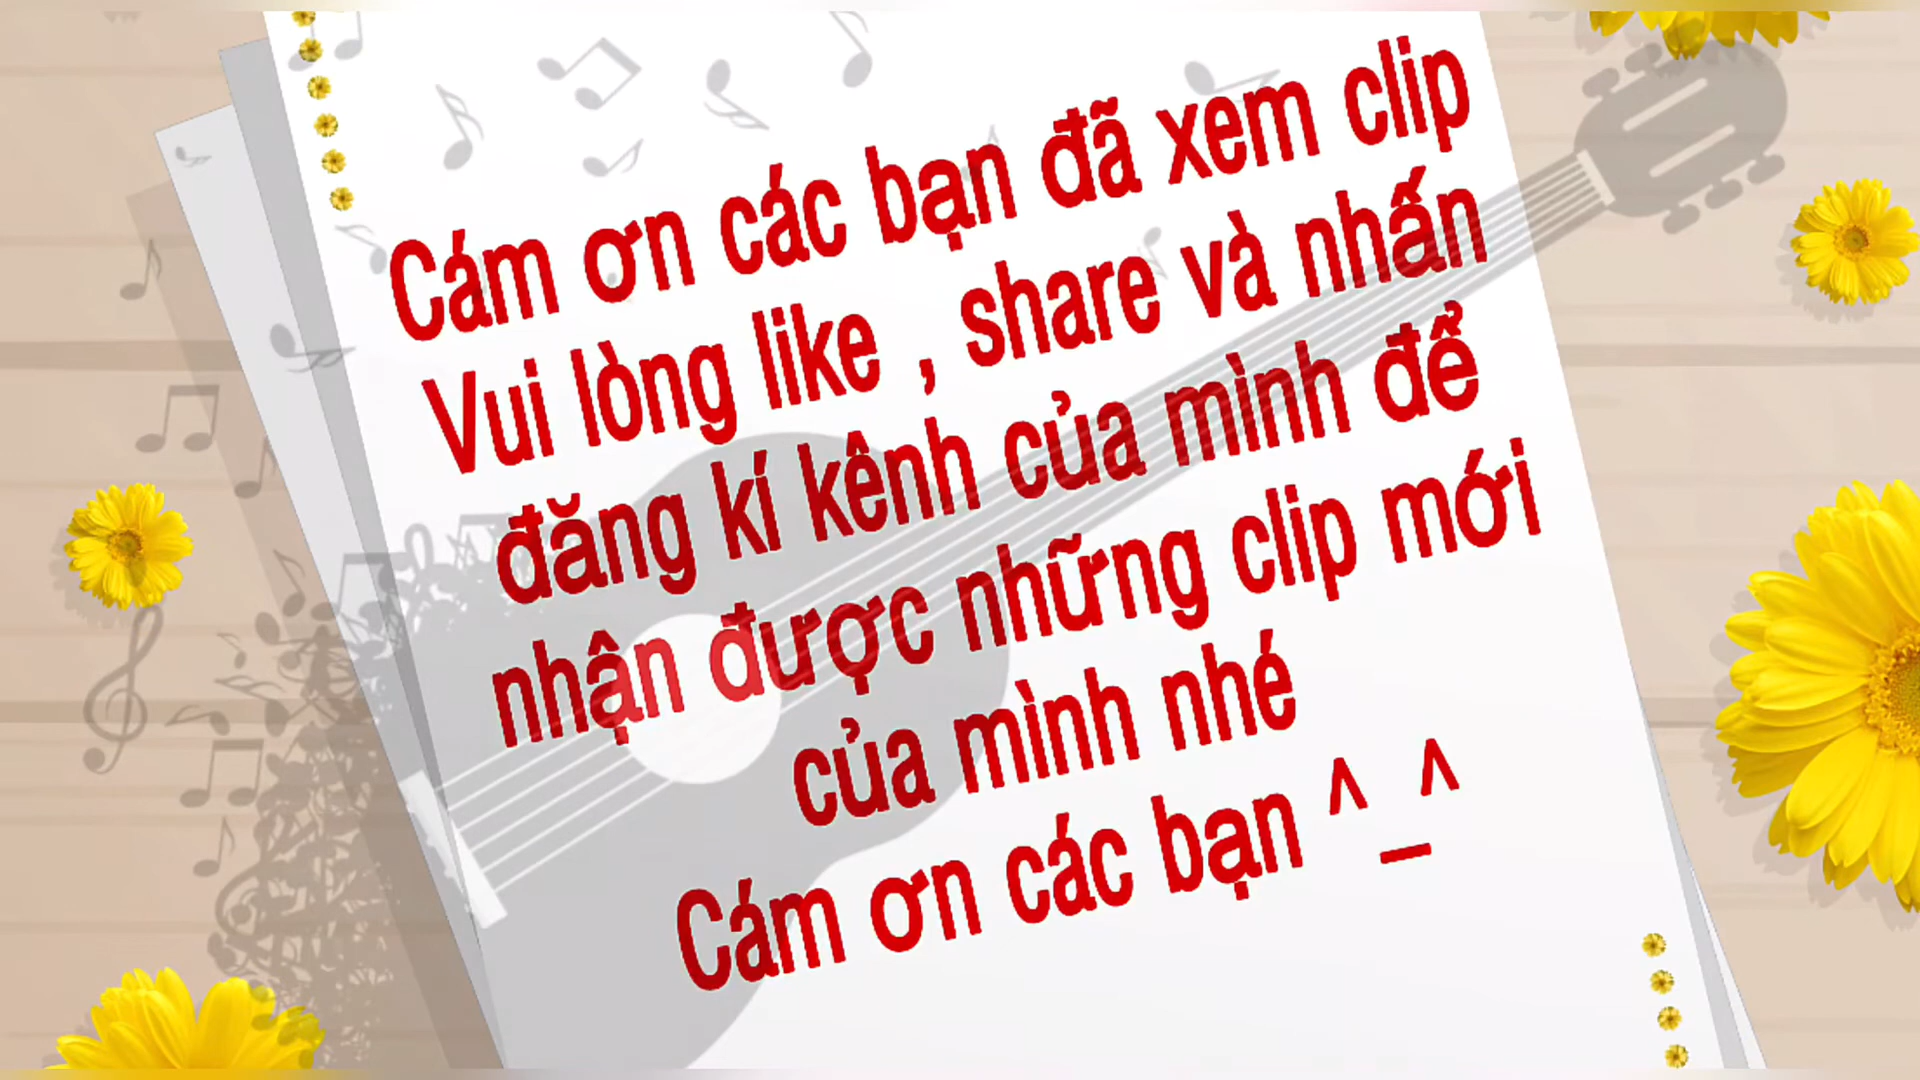 Cám ơn các bạn đã xem clip
Vui lòng like , share và nhấn
đăng kí kênh của mình để
nhận được những clip mới
của mình nhé
Cám ơn các bạn ^_^